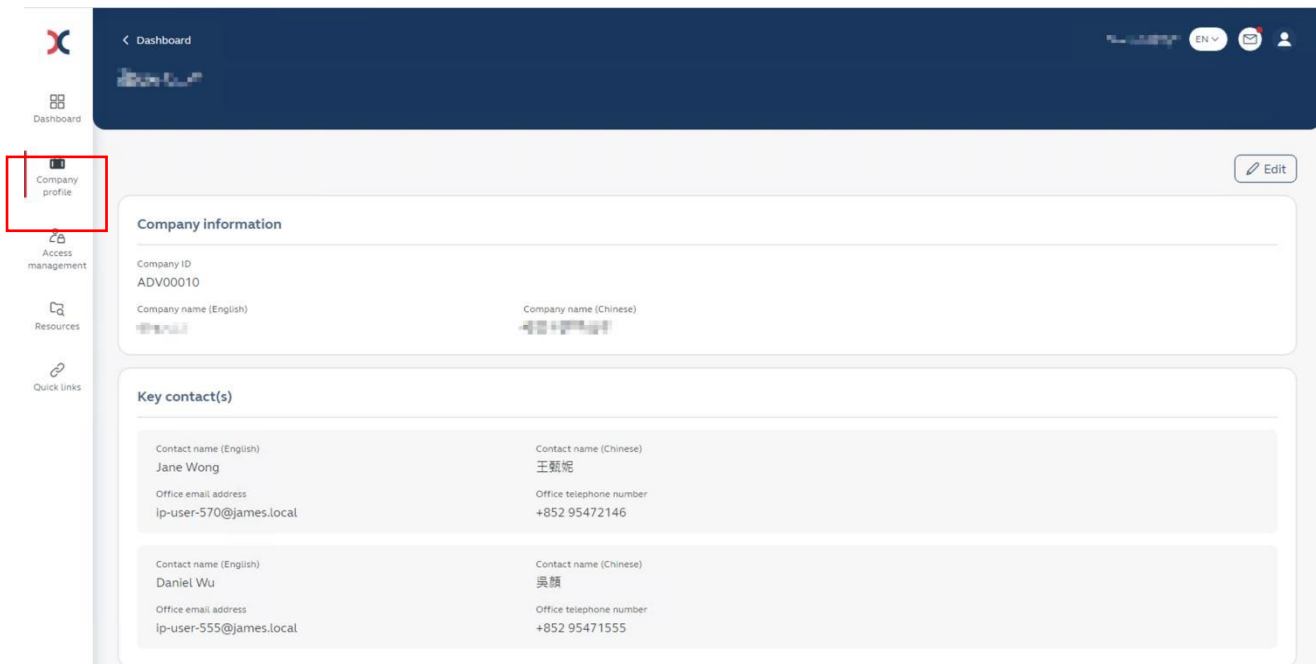 Dashboard
EN
Dashboard
Company
profile
Edit
Company information
Access
management
Company ID
ADV00010
Company name (English) Company name (Chinese)
Resources
Quick links
Key contact(s)
Contact name (English) Contact name (Chinese)
Jane Wong 王甄妮
Office email address Office telephone number
ip-user-570@james.local +852 95472146
Contact name (English) Contact name (Chinese)
Daniel Wu 吳顏
Office email address Office telephone number
ip-user-555@james.local +852 95471555